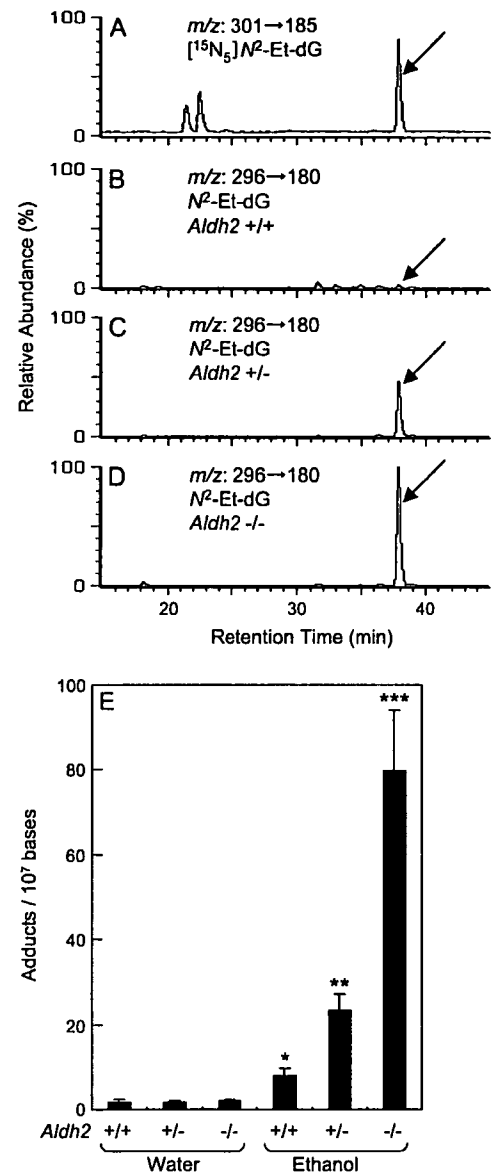 A
m/z: 301→185
[¹⁵N₅]N²-Et-dG
100
0
B
m/z: 296→180
N²-Et-dG
Aldh2 +/+
100
0
C
m/z: 296→180
N²-Et-dG
Aldh2 +/-
100
0
D
m/z: 296→180
N²-Et-dG
Aldh2 -/-
100
0
Relative Abundance (%)
20 30 40
Retention Time (min)
E
100
80
60
40
20
0
Adducts / 10⁷ bases
* ** ***
Aldh2 +/+ +/- -/- +/+ +/- -/-
Water Ethanol